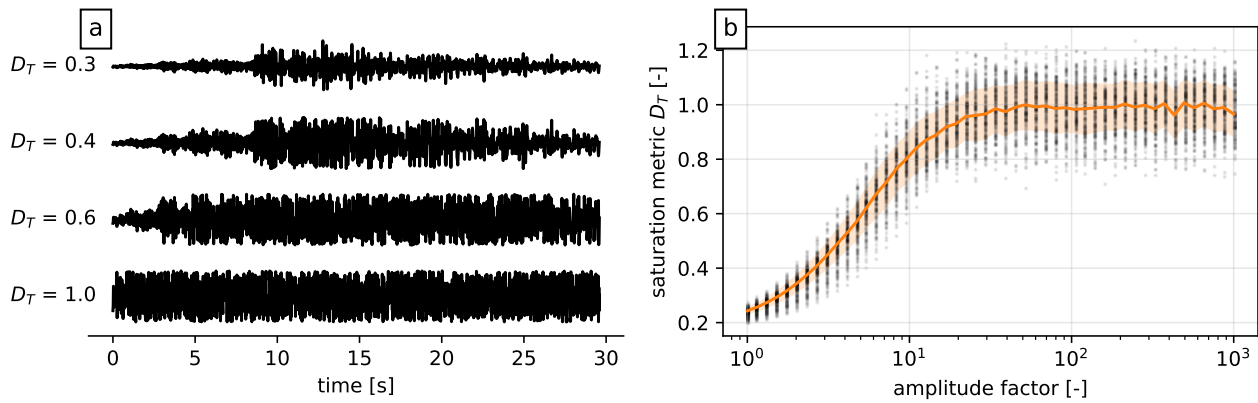 a
D_T = 0.3
D_T = 0.4
D_T = 0.6
D_T = 1.0
0 5 10 15 20 25 30
time [s]
b
saturation metric D_T [-]
1.2
1.0
0.8
0.6
0.4
0.2
10^0 10^1 10^2 10^3
amplitude factor [-]